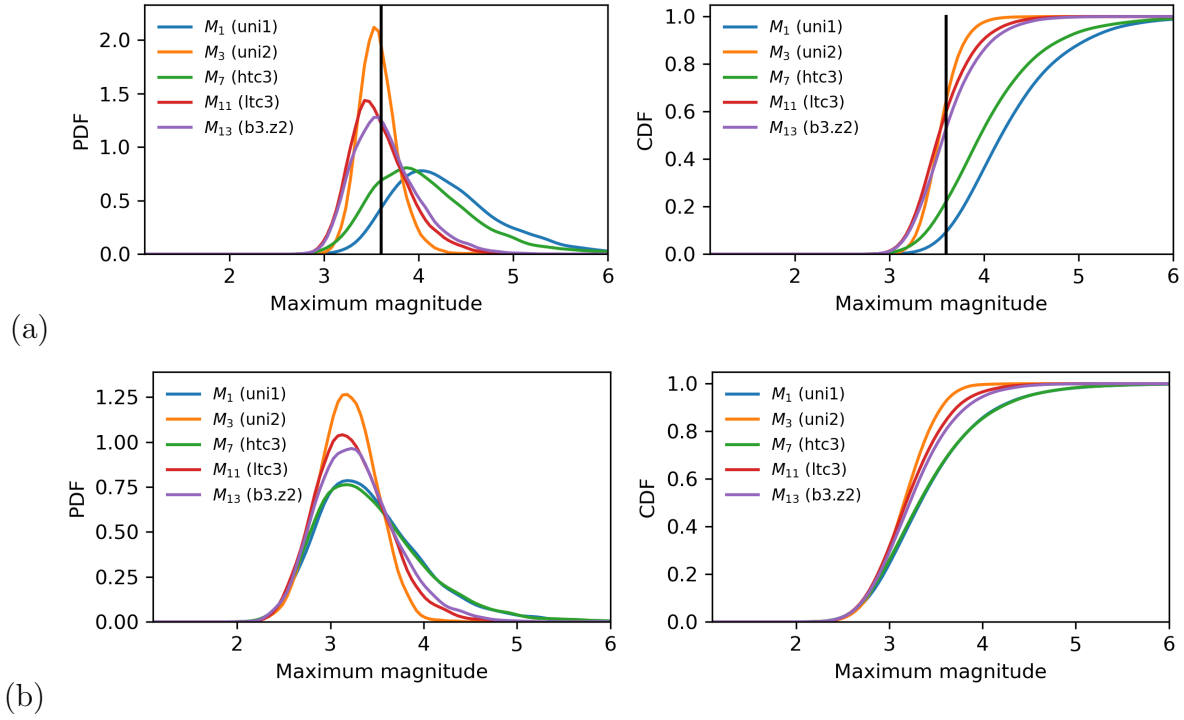 M₁ (uni1)
M₃ (uni2)
M₇ (htc3)
M₁₁ (ltc3)
M₁₃ (b3.z2)
PDF
2.0
1.5
1.0
0.5
0.0
2 3 4 5 6
Maximum magnitude
M₁ (uni1)
M₃ (uni2)
M₇ (htc3)
M₁₁ (ltc3)
M₁₃ (b3.z2)
CDF
1.0
0.8
0.6
0.4
0.2
0.0
2 3 4 5 6
Maximum magnitude
(a)
M₁ (uni1)
M₃ (uni2)
M₇ (htc3)
M₁₁ (ltc3)
M₁₃ (b3.z2)
PDF
1.25
1.00
0.75
0.50
0.25
0.00
2 3 4 5 6
Maximum magnitude
M₁ (uni1)
M₃ (uni2)
M₇ (htc3)
M₁₁ (ltc3)
M₁₃ (b3.z2)
CDF
1.0
0.8
0.6
0.4
0.2
0.0
2 3 4 5 6
Maximum magnitude
(b)